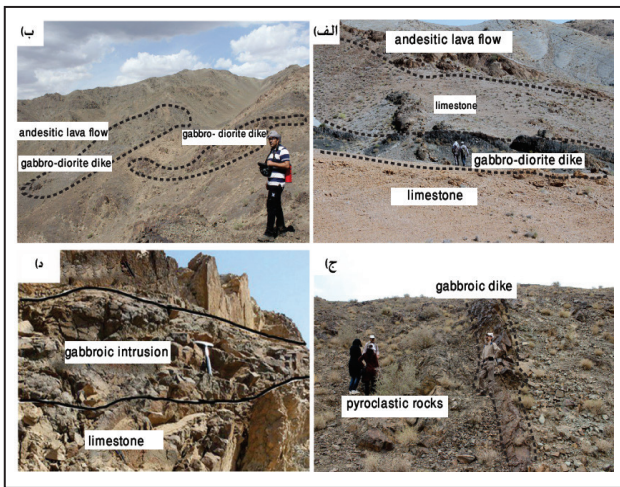 الف)
andesitic lava flow
limestone
gabbro-diorite dike
limestone
ب)
andesitic lava flow
gabbro- diorite dike
gabbro-diorite dike
ج)
gabbroic dike
pyroclastic rocks
د)
gabbroic intrusion
limestone